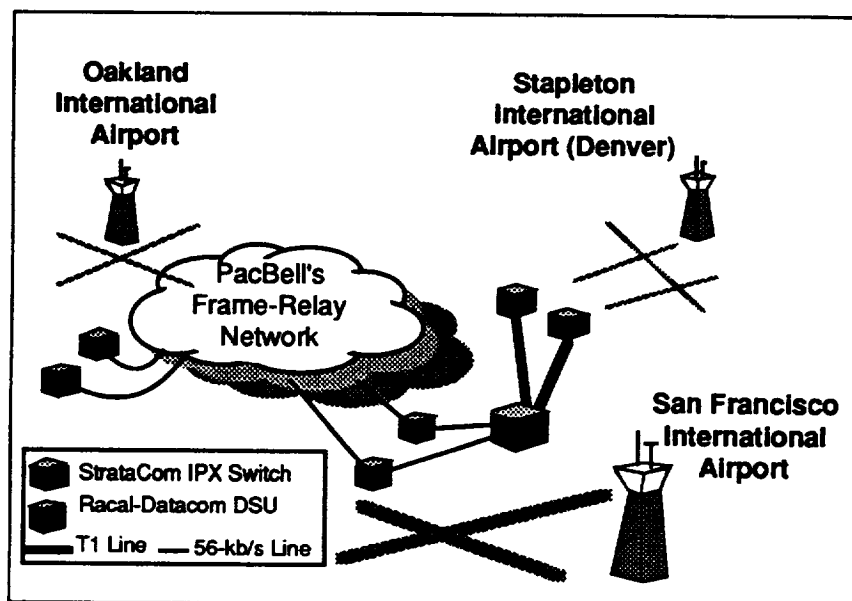 Oakland
International
Airport
Stapleton
International
Airport (Denver)
PacBell's
Frame-Relay
Network
San Francisco
International
Airport
StrataCom IPX Switch
Racal-Datacom DSU
T1 Line
56-kb/s Line